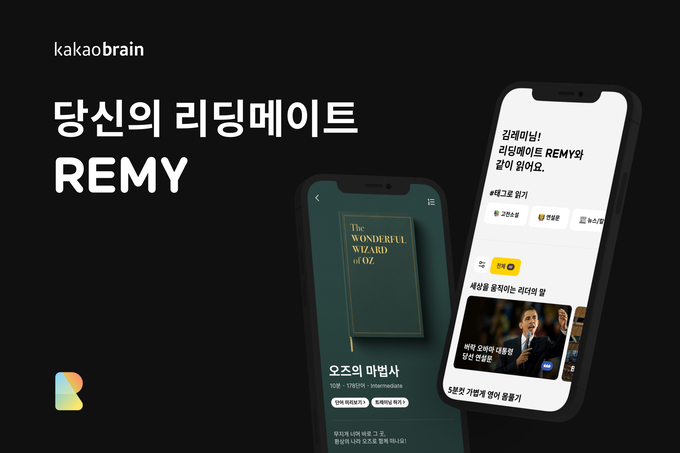 kakaobrain
당신의 리딩메이트
REMY
The
WONDERFUL
WIZARD
of OZ
오즈의 마법사
10분 · 178단어 · Intermediate
단어 미리보기 >
트레이닝 하기 >
무지개 너머 바로 그 곳,
환상의 나라 오즈로 함께 떠나요!
김레미님!
리딩메이트 REMY와
같이 읽어요.
#태그로 읽기
고전소설
연설문
뉴스/칼
전체
세상을 움직이는 리더의 말
버락 오바마 대통령
당선 연설문
5분컷 가볍게 영어 몸풀기